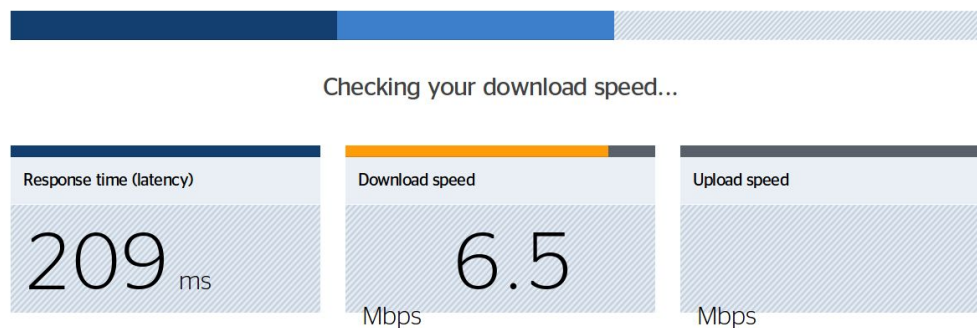 Checking your download speed...
Response time (latency)
209 ms
Download speed
6.5
Mbps
Upload speed
Mbps